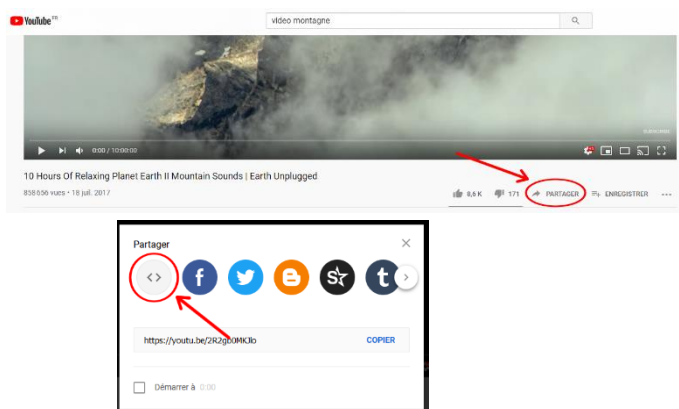 YouTube FR
video montagne
0:00 / 10:00:00
10 Hours Of Relaxing Planet Earth II Mountain Sounds | Earth Unplugged
858 656 vues • 18 juil. 2017
8,6 K 171 PARTAGER ENREGISTRER
Partager
https://youtu.be/2R2gb0MKJlo
COPIER
Démarrer à 0:00